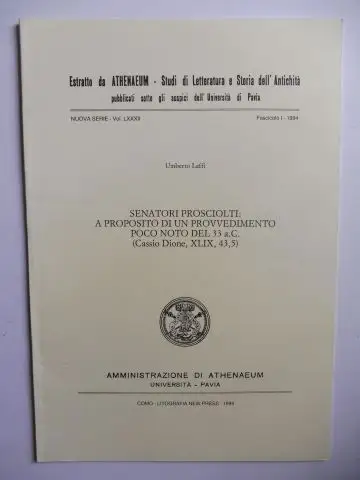 Estratto da ATHENAEUM - Studi di Letteratura e Storia dell'Antichità
pubblicati sotto gli auspici dell'Università di Pavia
NUOVA SERIE - Vol. LXXXII
Fascicolo I - 1994
Umberto Laffi
SENATORI PROSCIOLTI:
A PROPOSITO DI UN PROVVEDIMENTO
POCO NOTO DEL 33 a.C.
(Cassio Dione, XLIX, 43,5)
AMMINISTRAZIONE DI ATHENAEUM
UNIVERSITÀ - PAVIA
COMO - LITOGRAFIA NEW PRESS - 1994